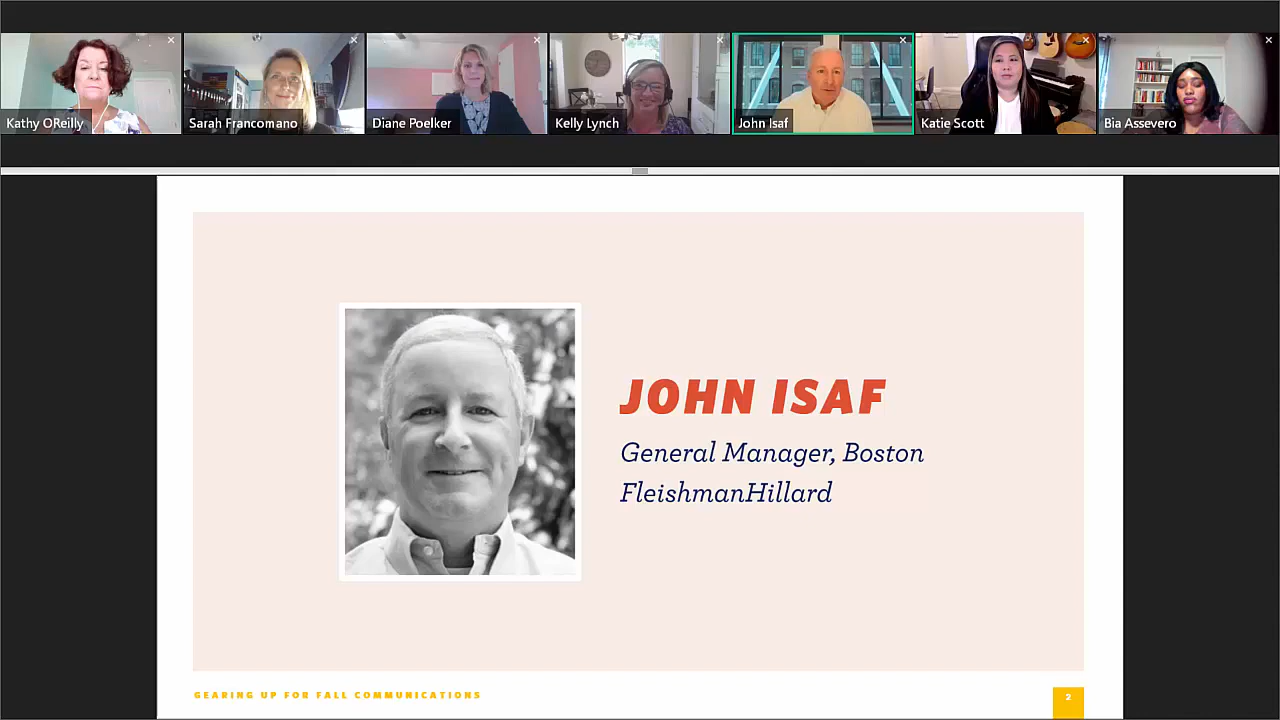 Kathy OReilly
Sarah Francomano
Diane Poelker
Kelly Lynch
John Isaf
Katie Scott
Bia Assevero
JOHN ISAF
General Manager, Boston
FleishmanHillard
GEARING UP FOR FALL COMMUNICATIONS
2